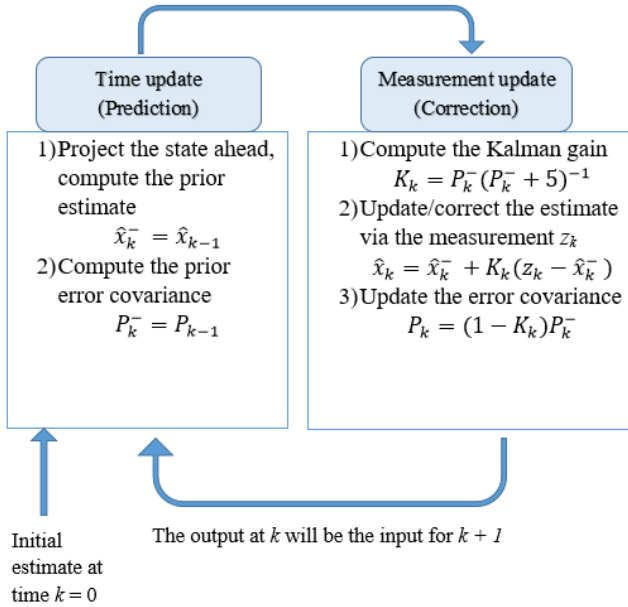 Time update
(Prediction)
1)Project the state ahead,
compute the prior
estimate
x̂ₖ⁻ = x̂ₖ₋₁
2)Compute the prior
error covariance
Pₖ⁻ = Pₖ₋₁
Measurement update
(Correction)
1)Compute the Kalman gain
Kₖ = Pₖ⁻(Pₖ⁻ + 5)⁻¹
2)Update/correct the estimate
via the measurement zₖ
x̂ₖ = x̂ₖ⁻ + Kₖ(zₖ − x̂ₖ⁻)
3)Update the error covariance
Pₖ = (1 − Kₖ)Pₖ⁻
Initial
estimate at
time k = 0
The output at k will be the input for k + 1